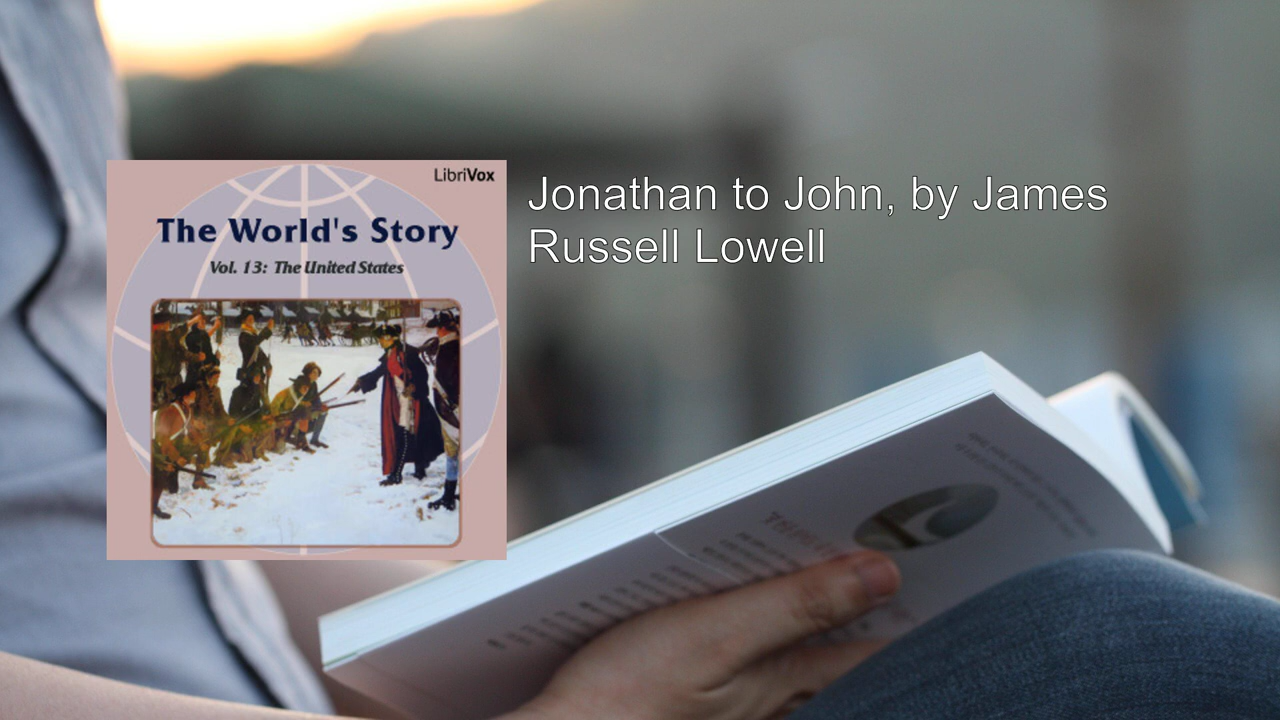 LibriVox
The World's Story
Vol. 13: The United States
Jonathan to John, by James
Russell Lowell